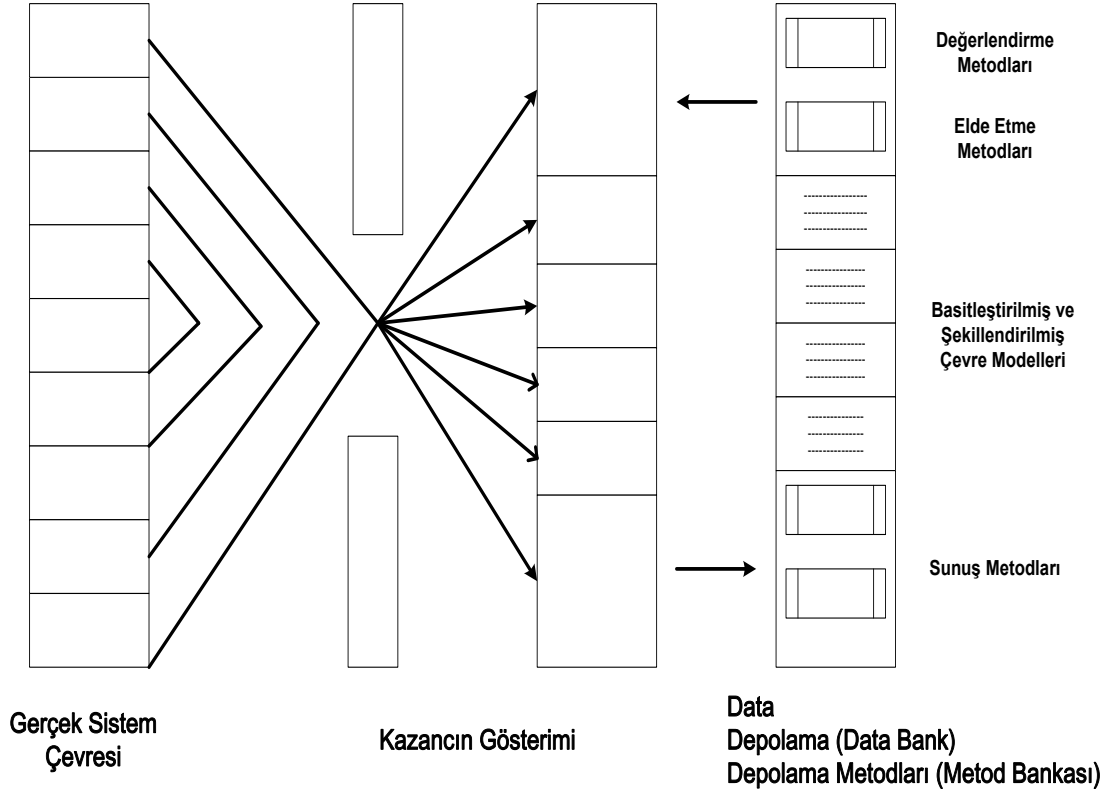 Değerlendirme
Metodları
Elde Etme
Metodları
Basitleştirilmiş ve
Şekillendirilmiş
Çevre Modelleri
Sunuş Metodları
Gerçek Sistem
Çevresi
Kazancın Gösterimi
Data
Depolama (Data Bank)
Depolama Metodları (Metod Bankası)